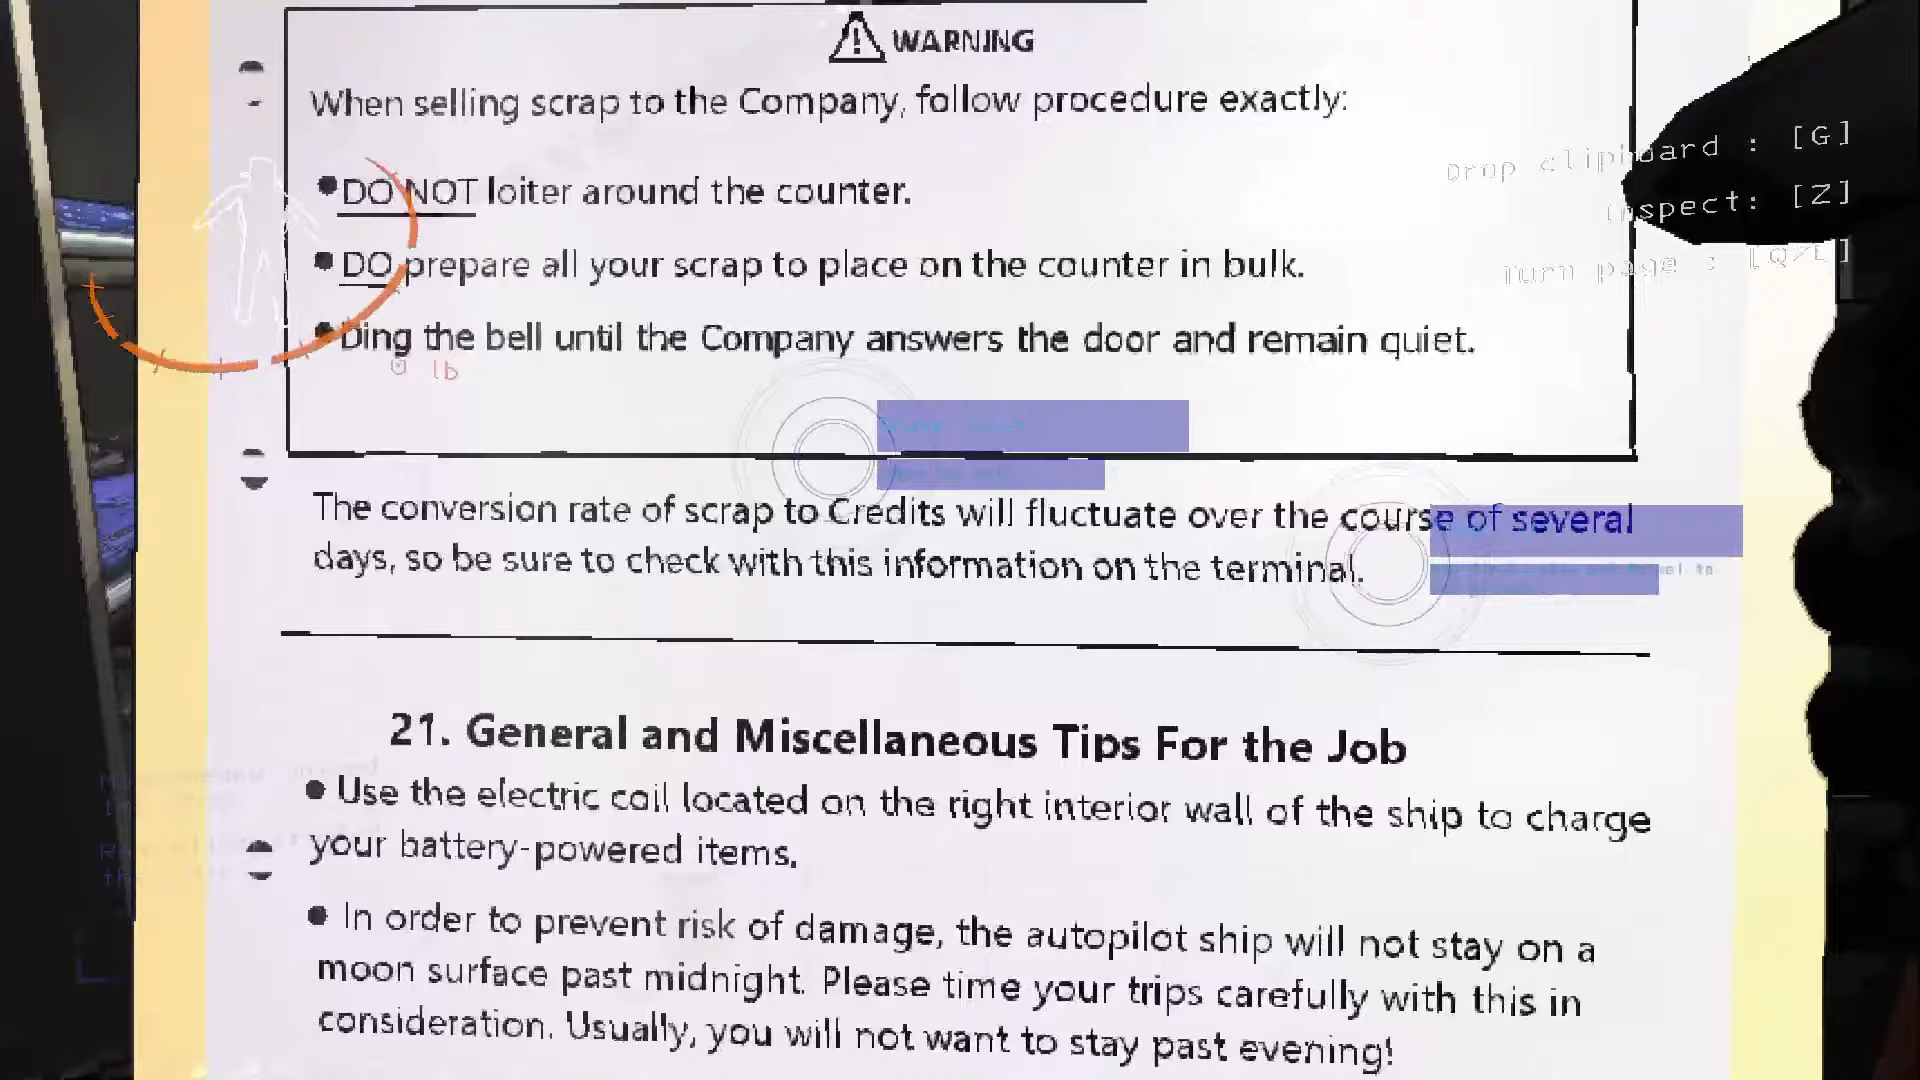 WARNING
When selling scrap to the Company, follow procedure exactly:
Drop clipboard : [G]
●DO NOT loiter around the counter.
Inspect: [Z]
●DO prepare all your scrap to place on the counter in bulk.
Turn page : [Q/E]
●Ding the bell until the Company answers the door and remain quiet.
0 lb
The conversion rate of scrap to Credits will fluctuate over the course of several
days, so be sure to check with this information on the terminal.
21. General and Miscellaneous Tips For the Job
● Use the electric coil located on the right interior wall of the ship to charge
your battery-powered items.
● In order to prevent risk of damage, the autopilot ship will not stay on a
moon surface past midnight. Please time your trips carefully with this in
consideration. Usually, you will not want to stay past evening!